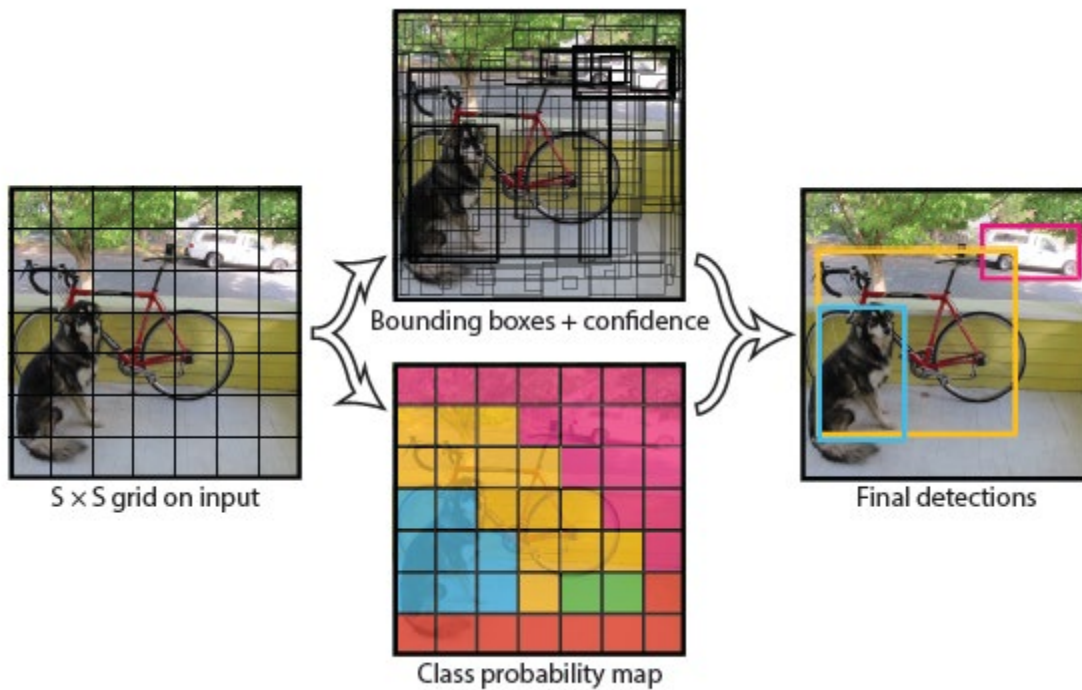 Bounding boxes + confidence
S × S grid on input
Final detections
Class probability map